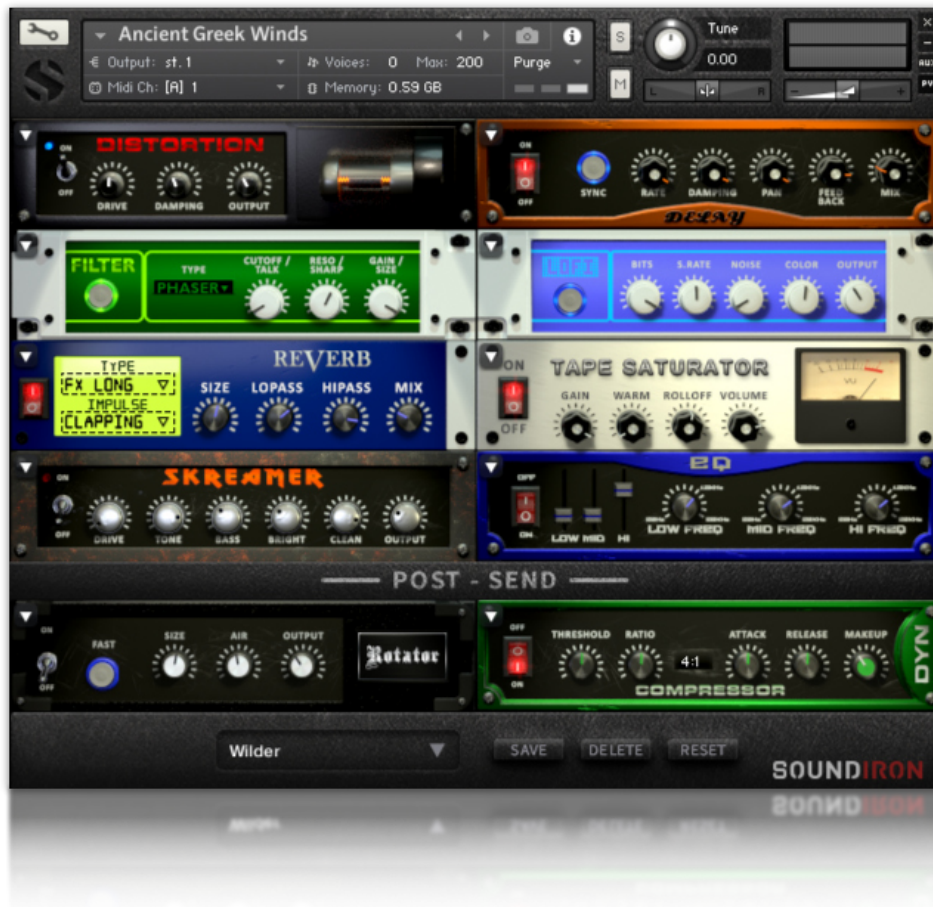 Ancient Greek Winds
Output: st. 1
Voices: 0 Max: 200
Purge
Midi Ch: [A] 1
Memory: 0.59 GB
S
M
Tune
0.00
L
R
AUX
PV
DISTORTION
ON
OFF
DRIVE DAMPING OUTPUT
ON
OFF
SYNC RATE DAMPING PAN FEED BACK MIX
DELAY
FILTER
TYPE
PHASER
CUTOFF / TALK
RESO / SHARP
GAIN / SIZE
LOFI
BITS S.RATE NOISE COLOR OUTPUT
TYPE
FX LONG
IMPULSE
CLAPPING
REVERB
SIZE LOPASS HIPASS MIX
ON
OFF
TAPE SATURATOR
GAIN WARM ROLLOFF VOLUME
VU
SKREAMER
ON
OFF
DRIVE TONE BASS BRIGHT CLEAN OUTPUT
EQ
OFF
ON
LOW MID HI
LOW FREQ MID FREQ HI FREQ
POST - SEND
ON
OFF
FAST SIZE AIR OUTPUT
Rotator
OFF
ON
THRESHOLD RATIO ATTACK RELEASE MAKEUP
4:1
COMPRESSOR
DYN
Wilder
SAVE DELETE RESET
SOUNDIRON